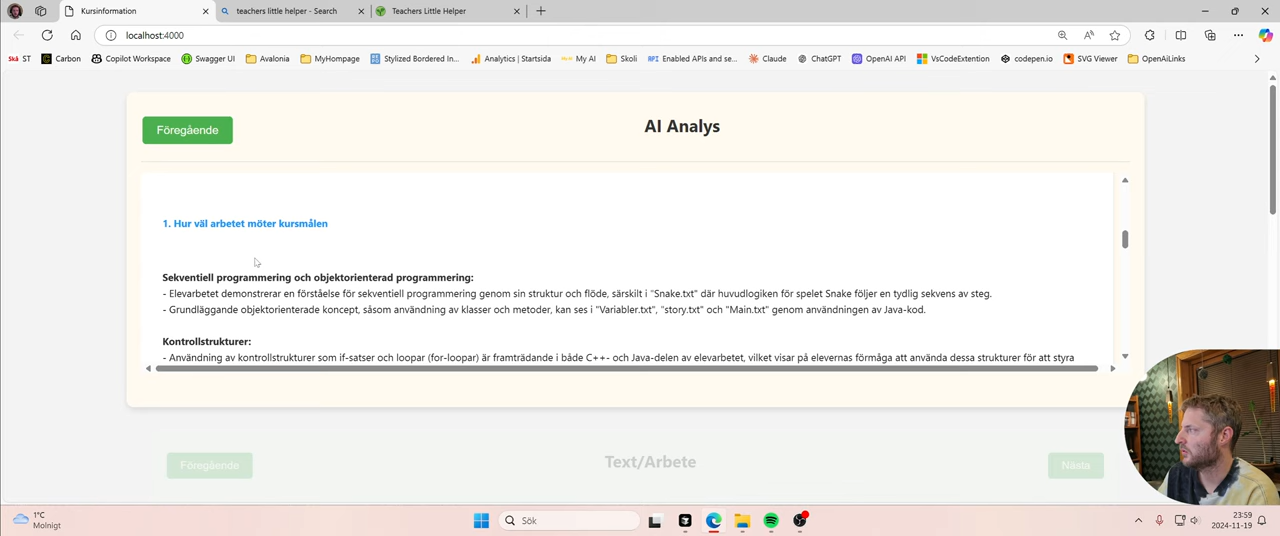 Kursinformation
teachers little helper - Search
Teachers Little Helper
localhost:4000
Skå ST
Carbon
Copilot Workspace
Swagger UI
Avalonia
MyHompage
Stylized Bordered In...
Analytics | Startsida
My AI
Skoli
RPI Enabled APIs and se...
Claude
ChatGPT
OpenAI API
VsCodeExtention
codepen.io
SVG Viewer
OpenAiLinks
Föregående
AI Analys
1. Hur väl arbetet möter kursmålen
Sekventiell programmering och objektorienterad programmering:
- Elevarbetet demonstrerar en förståelse för sekventiell programmering genom sin struktur och flöde, särskilt i "Snake.txt" där huvudlogiken för spelet Snake följer en tydlig sekvens av steg.
- Grundläggande objektorienterade koncept, såsom användning av klasser och metoder, kan ses i "Variabler.txt", "story.txt" och "Main.txt" genom användningen av Java-kod.
Kontrollstrukturer:
- Användning av kontrollstrukturer som if-satser och loopar (for-loopar) är framträdande i både C++- och Java-delen av elevarbetet, vilket visar på elevernas förmåga att använda dessa strukturer för att styra
Föregående
Text/Arbete
Nästa
1°C
Molnigt
Sök
23:59
2024-11-19